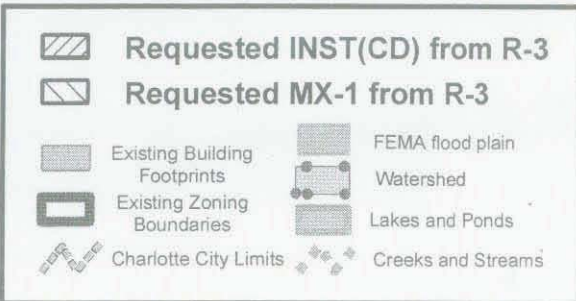 Requested INST(CD) from R-3
Requested MX-1 from R-3
Existing Building
Footprints
Existing Zoning
Boundaries
Charlotte City Limits
FEMA flood plain
Watershed
Lakes and Ponds
Creeks and Streams